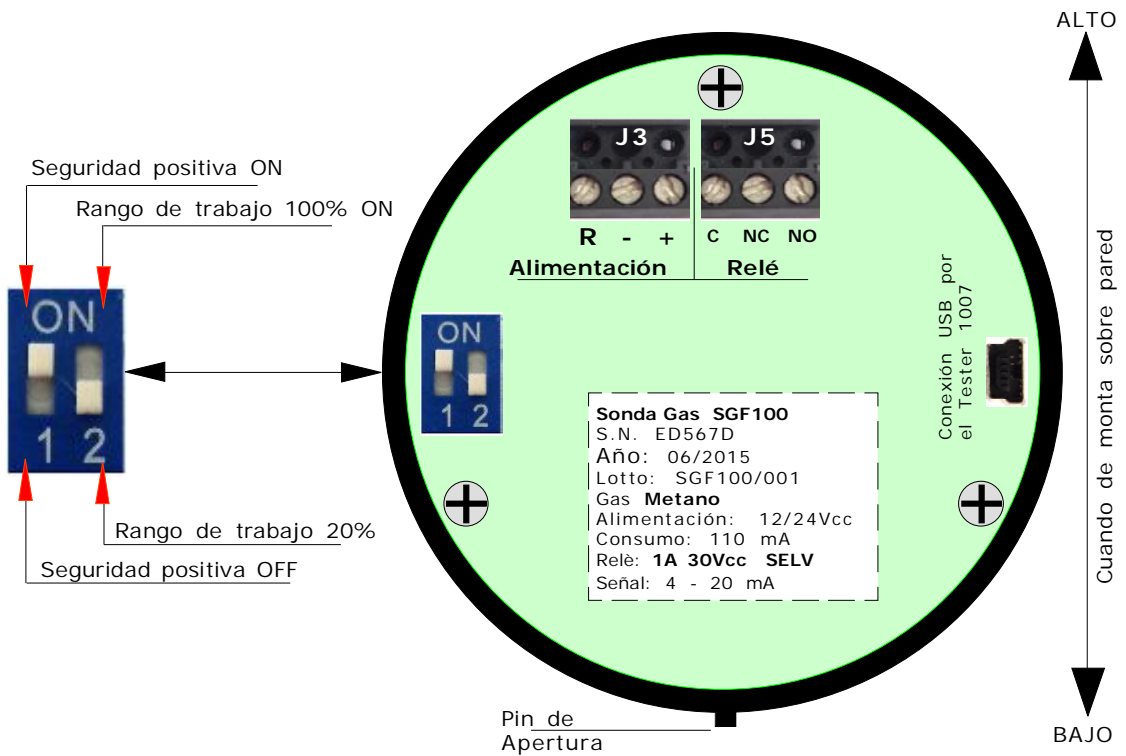 ALTO
J3 J5
Seguridad positiva ON
Rango de trabajo 100% ON
R - + C NC NO
Alimentación Relé
ON
1 2
ON
1 2
Conexión USB por
el Tester 1007
Cuando de monta sobre pared
Sonda Gas SGF100
S.N. ED567D
Año: 06/2015
Lotto: SGF100/001
Gas Metano
Alimentación: 12/24Vcc
Consumo: 110 mA
Relè: 1A 30Vcc SELV
Señal: 4 - 20 mA
Rango de trabajo 20%
Seguridad positiva OFF
Pin de
Apertura
BAJO